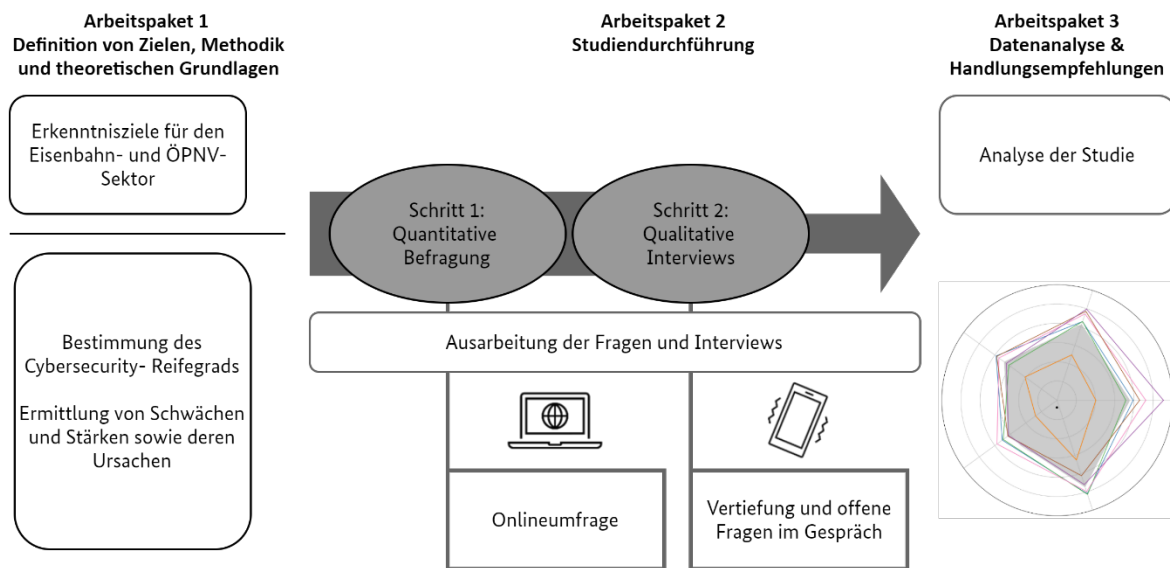 Arbeitspaket 1
Definition von Zielen, Methodik
und theoretischen Grundlagen
Erkenntnisziele für den
Eisenbahn- und ÖPNV-
Sektor
Bestimmung des
Cybersecurity- Reifegrads
Ermittlung von Schwächen
und Stärken sowie deren
Ursachen
Arbeitspaket 2
Studiendurchführung
Schritt 1:
Quantitative
Befragung
Schritt 2:
Qualitative
Interviews
Ausarbeitung der Fragen und Interviews
Onlineumfrage
Vertiefung und offene
Fragen im Gespräch
Arbeitspaket 3
Datenanalyse &
Handlungsempfehlungen
Analyse der Studie